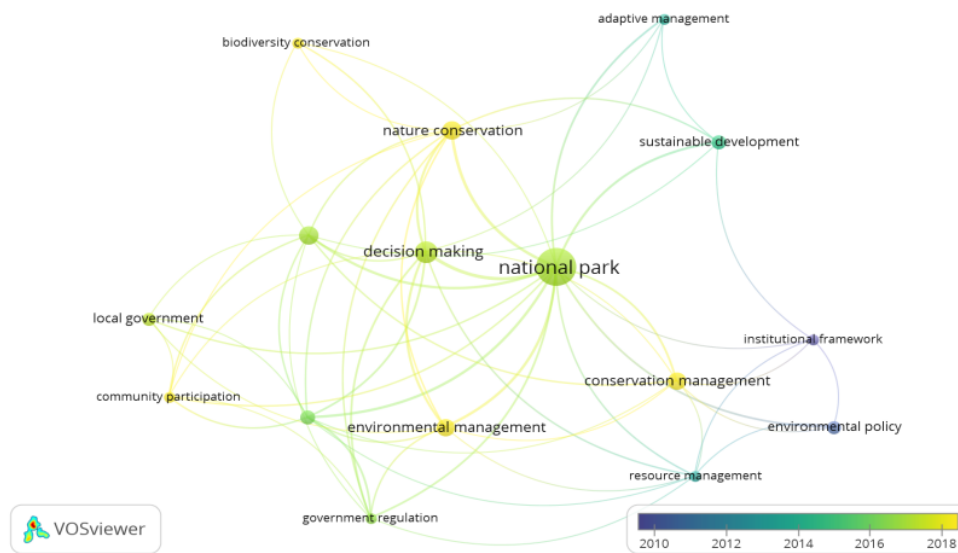 adaptive management
biodiversity conservation
nature conservation
sustainable development
decision making
national park
local government
institutional framework
conservation management
community participation
environmental management
environmental policy
resource management
government regulation
VOSviewer
2010 2012 2014 2016 2018